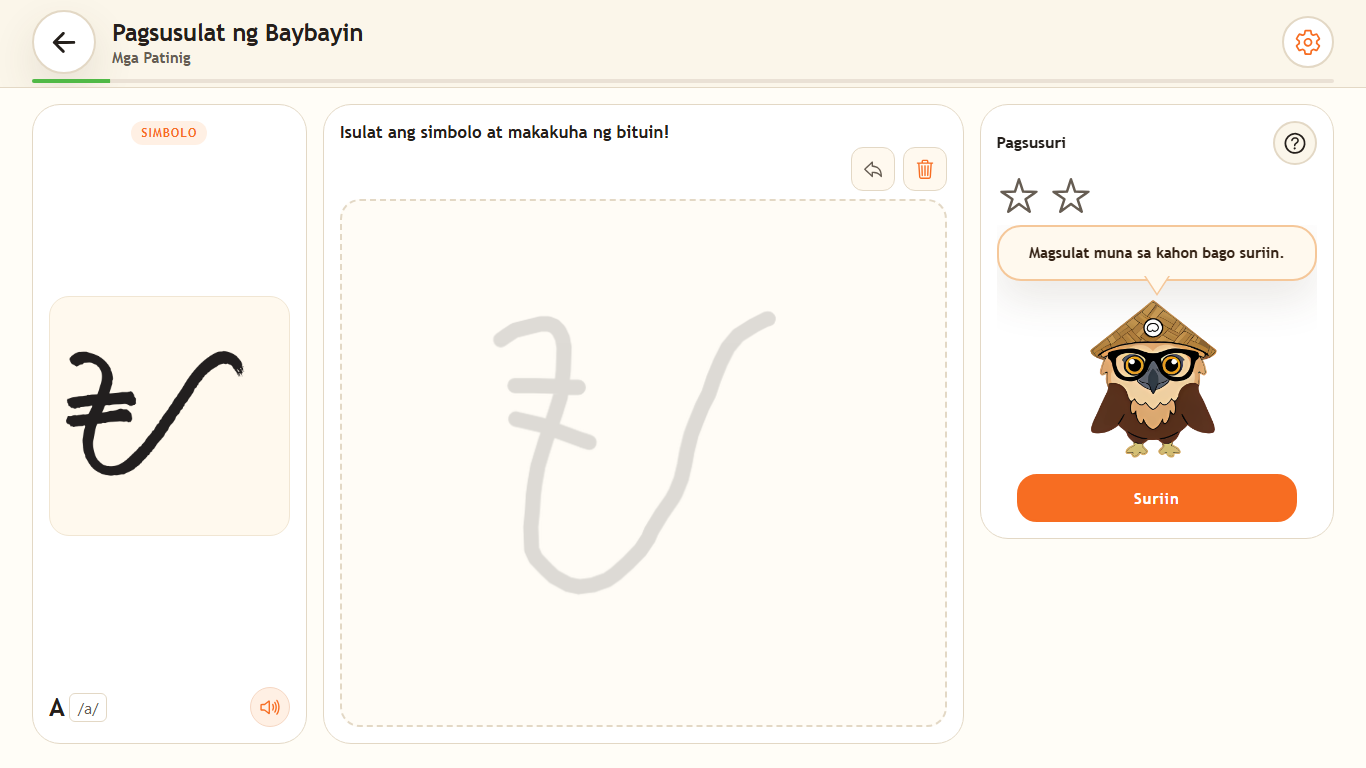 Pagsusulat ng Baybayin
Mga Patinig
SIMBOLO
ᜀ
A /a/
Isulat ang simbolo at makakuha ng bituin!
ᜀ
Pagsusuri
Magsulat muna sa kahon bago suriin.
Suriin